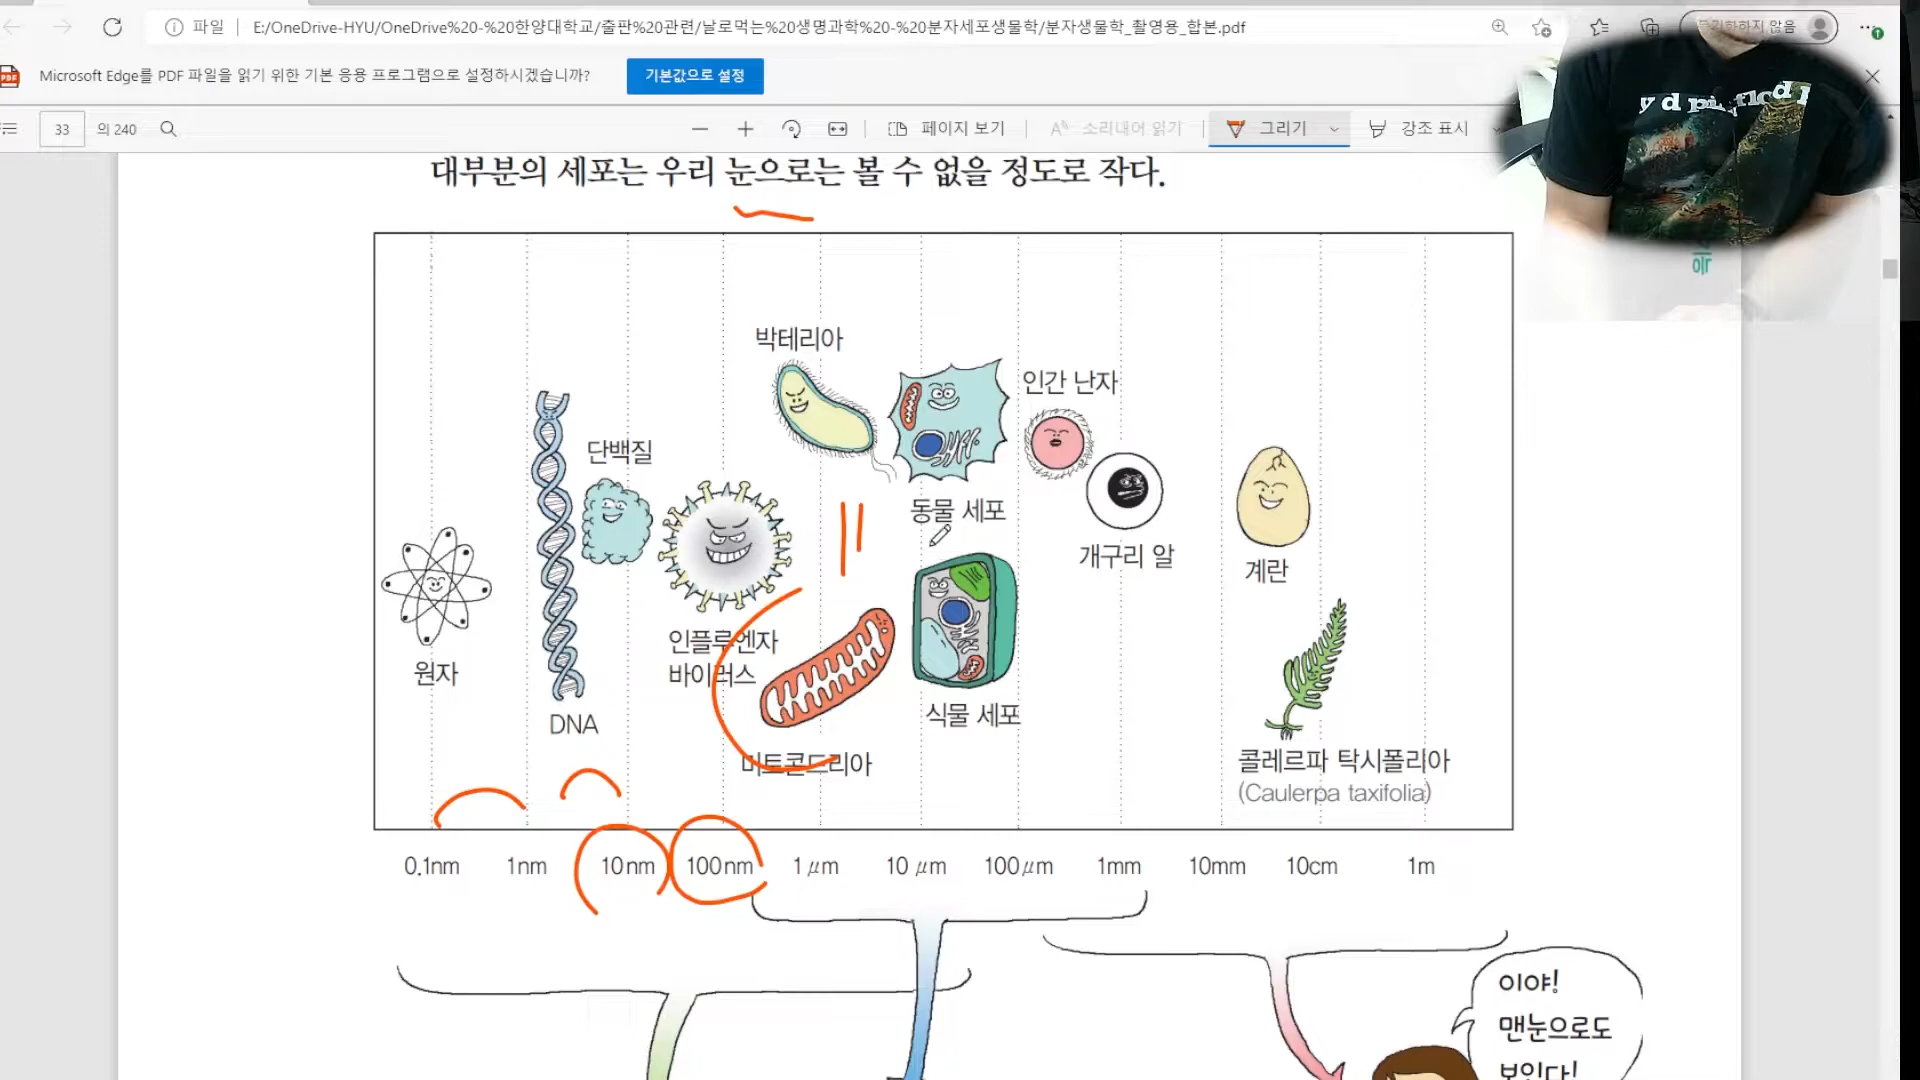 파일
E:/OneDrive-HYU/OneDrive%20-%20한양대학교/출판%20관련/날로먹는%20생명과학%20-%20분자세포생물학/분자생물학_촬영용_합본.pdf
Microsoft Edge를 PDF 파일을 읽기 위한 기본 응용 프로그램으로 설정하시겠습니까?
기본값으로 설정
33 의 240
페이지 보기
소리내어 읽기
그리기
강조 표시
대부분의 세포는 우리 눈으로는 볼 수 없을 정도로 작다.
박테리아
인간 난자
단백질
동물 세포
개구리 알
계란
인플루엔자
바이러스
원자
식물 세포
DNA
미토콘드리아
콜레르파 탁시폴리아
(Caulerpa taxifolia)
0.1nm 1nm 10nm 100nm 1μm 10μm 100μm 1mm 10mm 10cm 1m
이야!
맨눈으로도
보인다!